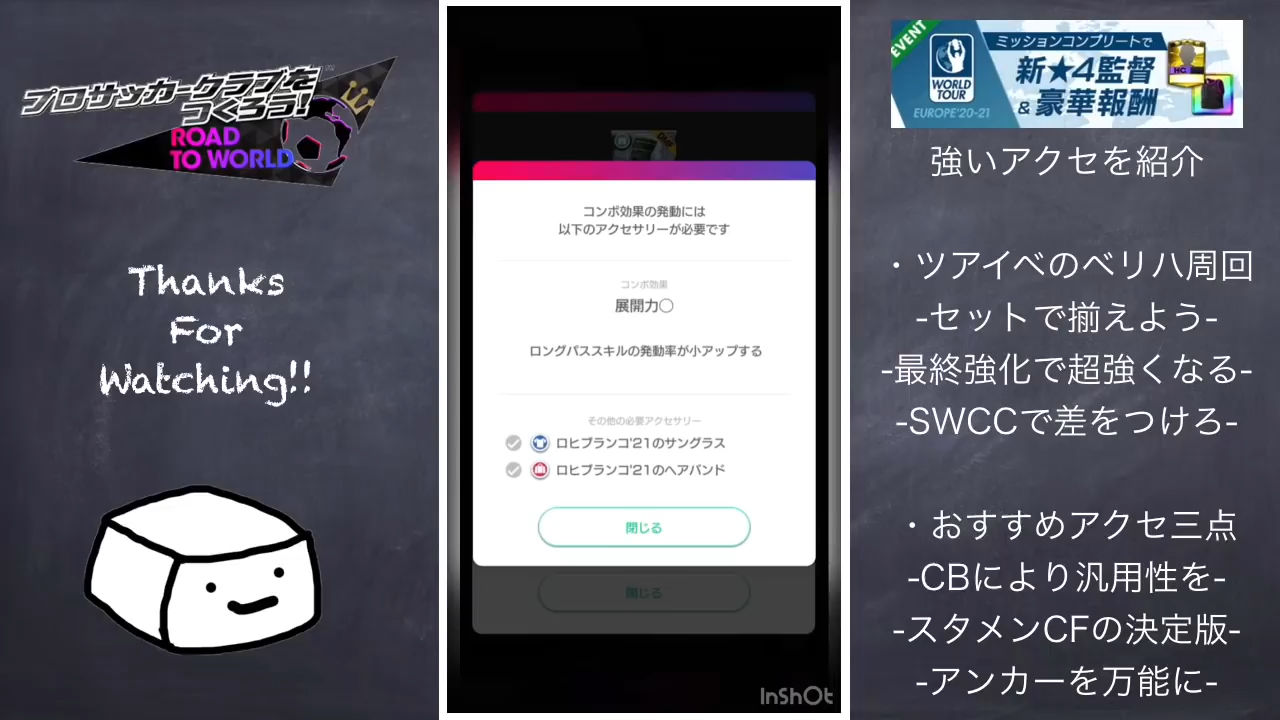 プロサッカークラブを
つくろう!
ROAD
TO WORLD
Thanks
For
Watching!!
DMF
コンボ効果の発動には
以下のアクセサリーが必要です
コンボ効果
展開力〇
ロングパススキルの発動率が小アップする
その他の必要アクセサリー
ロヒブランコ'21のサングラス
ロヒブランコ'21のヘアバンド
閉じる
閉じる
InShOt
EVENT
WORLD
TOUR
EUROPE'20-21
ミッションコンプリートで
新★4監督
&豪華報酬
HC
強いアクセを紹介
・ツアイベのベリハ周回
-セットで揃えよう-
-最終強化で超強くなる-
-SWCCで差をつけろ-
・おすすめアクセ三点
-CBにより汎用性を-
-スタメンCFの決定版-
-アンカーを万能に-